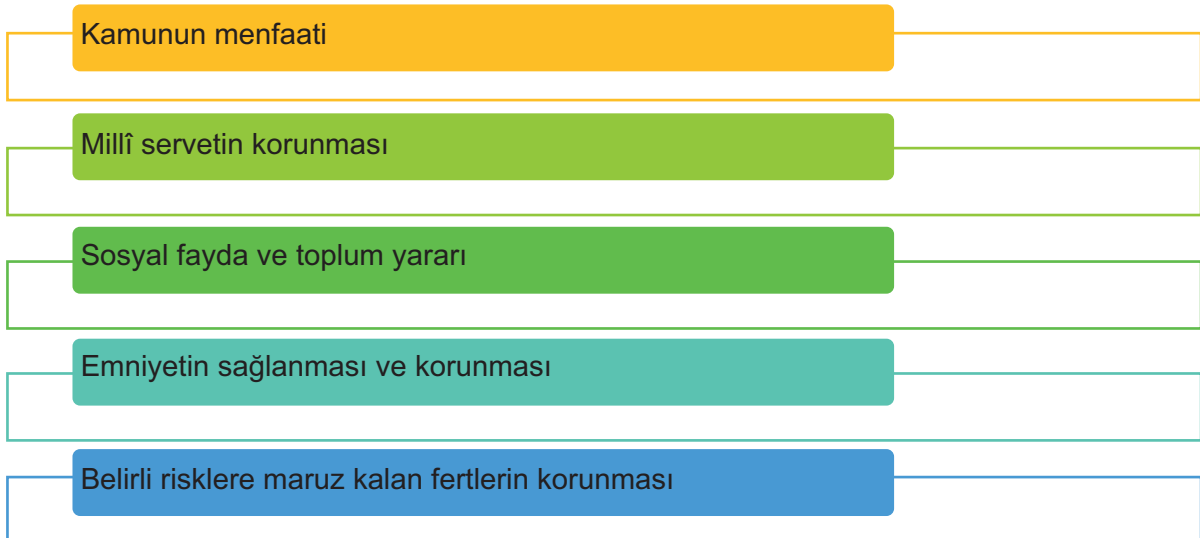 Kamunun menfaati
Millî servetin korunması
Sosyal fayda ve toplum yararı
Emniyetin sağlanması ve korunması
Belirli risklere maruz kalan fertlerin korunması